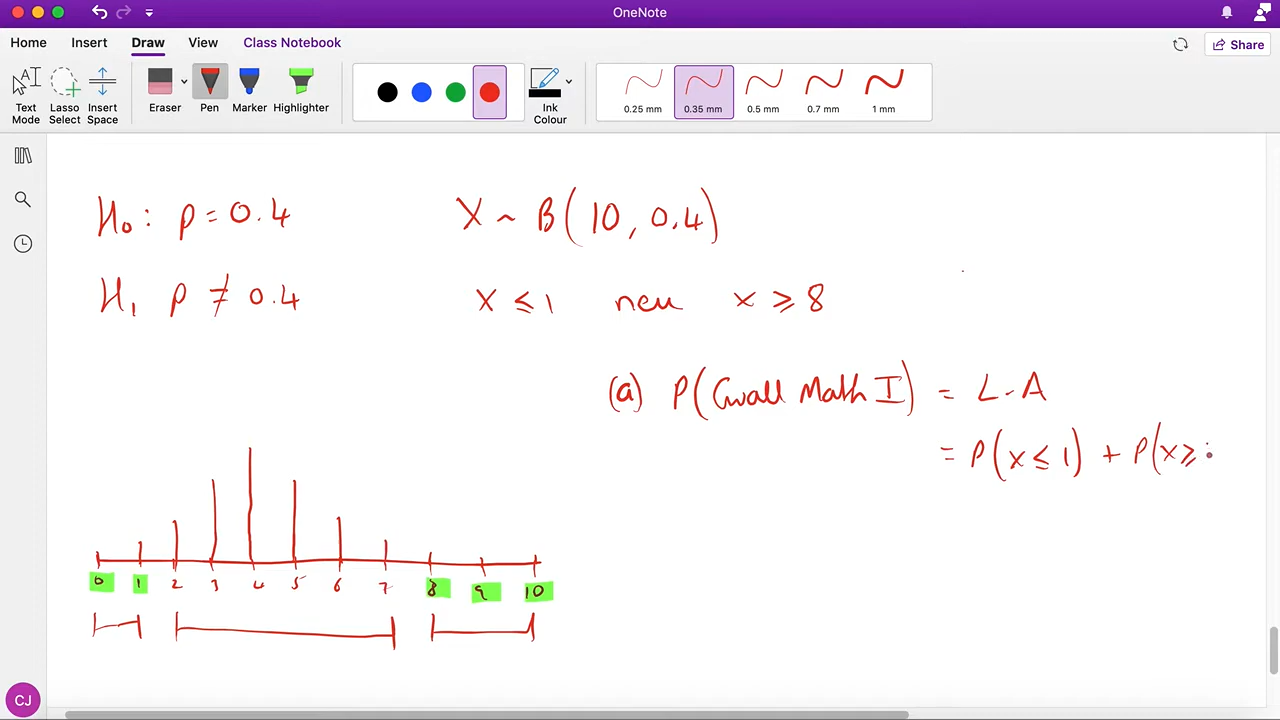 OneNote
Home Insert Draw View Class Notebook
Share
Text Mode
Lasso Select
Insert Space
Eraser
Pen
Marker
Highlighter
Ink Colour
0.25 mm 0.35 mm 0.5 mm 0.7 mm 1 mm
H₀: p = 0.4 X ~ B(10, 0.4)
H₁ p ≠ 0.4 X ≤ 1 neu x ≥ 8
(a) P(Gwall Math I) = L-A
= P(x ≤ 1) + P(x ≥
0 1 2 3 4 5 6 7 8 9 10
CJ